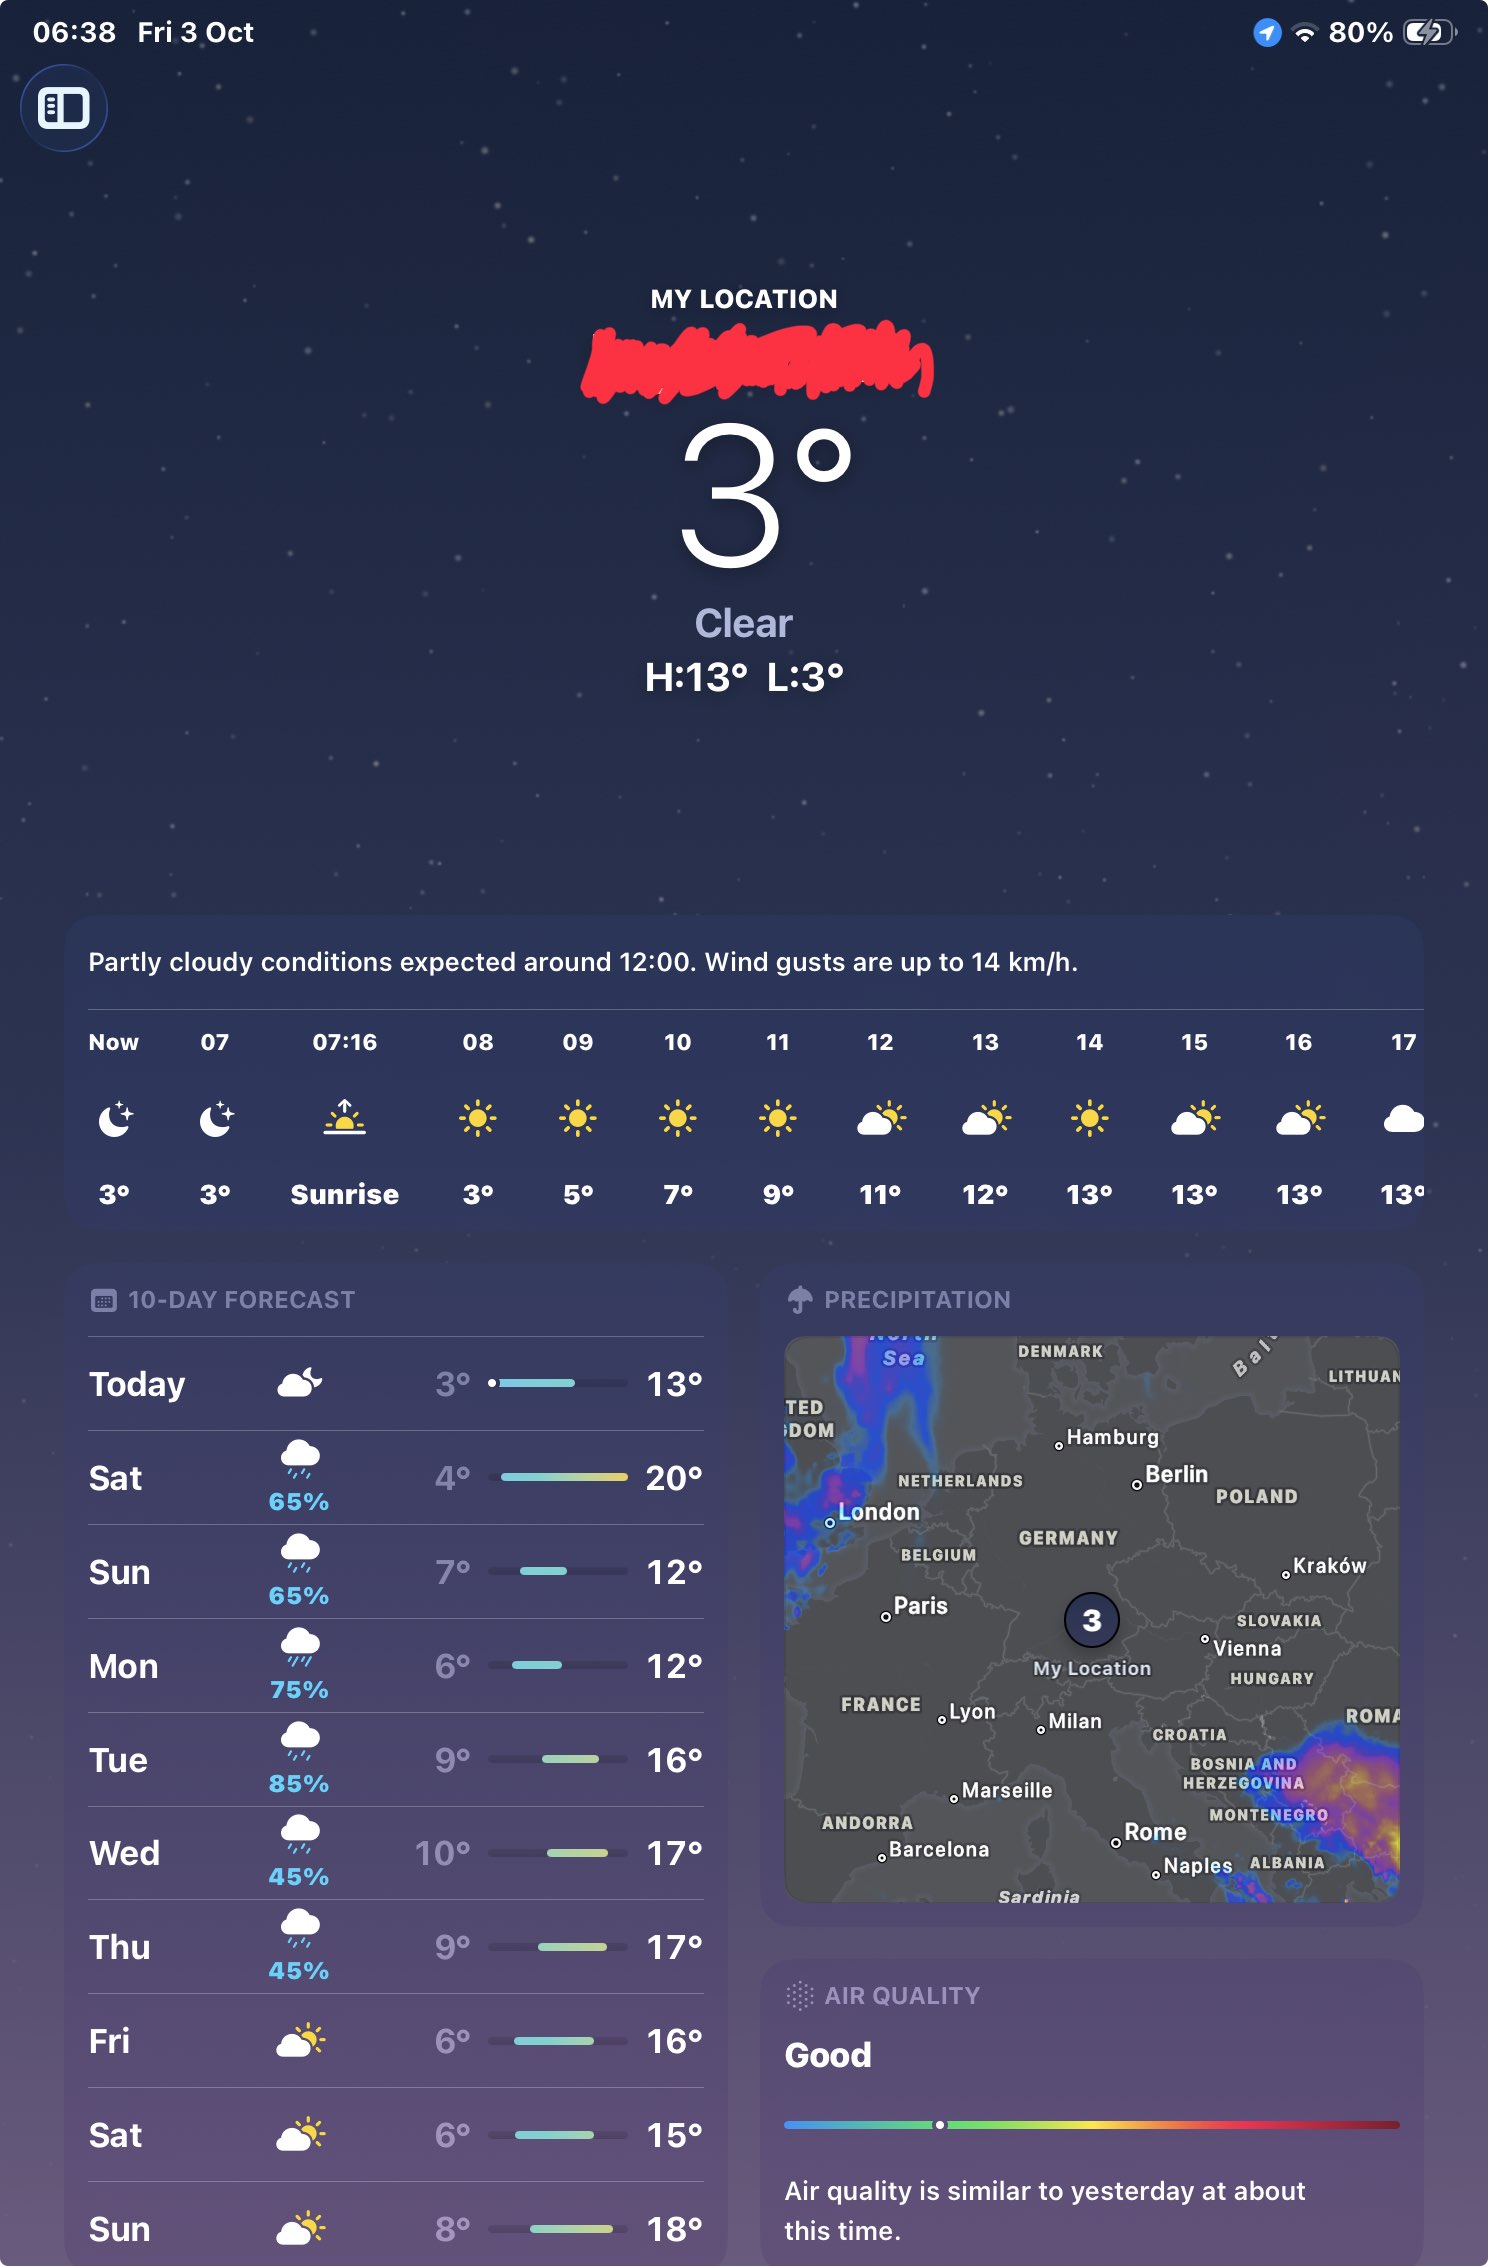 06:38 Fri 3 Oct 80%
MY LOCATION
3°
Clear
H:13° L:3°
Partly cloudy conditions expected around 12:00. Wind gusts are up to 14 km/h.
Now 07 07:16 08 09 10 11 12 13 14 15 16 17
3° 3° Sunrise 3° 5° 7° 9° 11° 12° 13° 13° 13° 13°
10-DAY FORECAST
Today 3° 13°
Sat 65% 4° 20°
Sun 65% 7° 12°
Mon 75% 6° 12°
Tue 85% 9° 16°
Wed 45% 10° 17°
Thu 45% 9° 17°
Fri 6° 16°
Sat 6° 15°
Sun 8° 18°
PRECIPITATION
North
Sea
DENMARK
Balt
LITHUAN
TED
GDOM
Hamburg
NETHERLANDS
Berlin
POLAND
London
GERMANY
BELGIUM
Kraków
Paris
3
SLOVAKIA
Vienna
My Location
HUNGARY
FRANCE
Lyon
Milan
ROMA
CROATIA
BOSNIA AND
HERZEGOVINA
Marseille
MONTENEGRO
ANDORRA
Rome
Barcelona
Naples
ALBANIA
Sardinia
AIR QUALITY
Good
Air quality is similar to yesterday at about
this time.